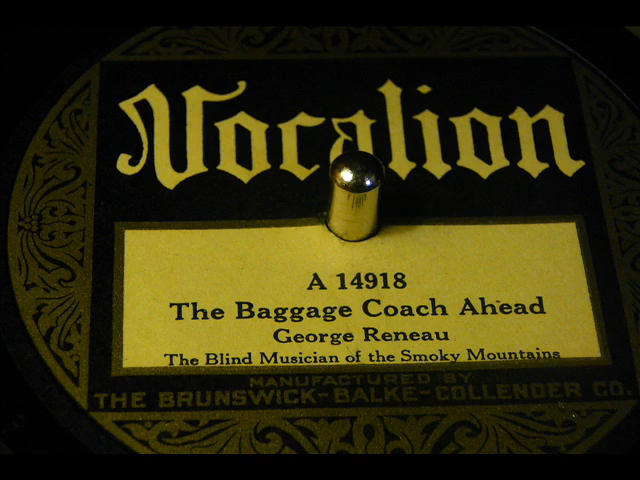 Vocalion
A 14918
The Baggage Coach Ahead
George Reneau
The Blind Musician of the Smoky Mountains
MANUFACTURED BY
THE BRUNSWICK-BALKE-COLLENDER CO.